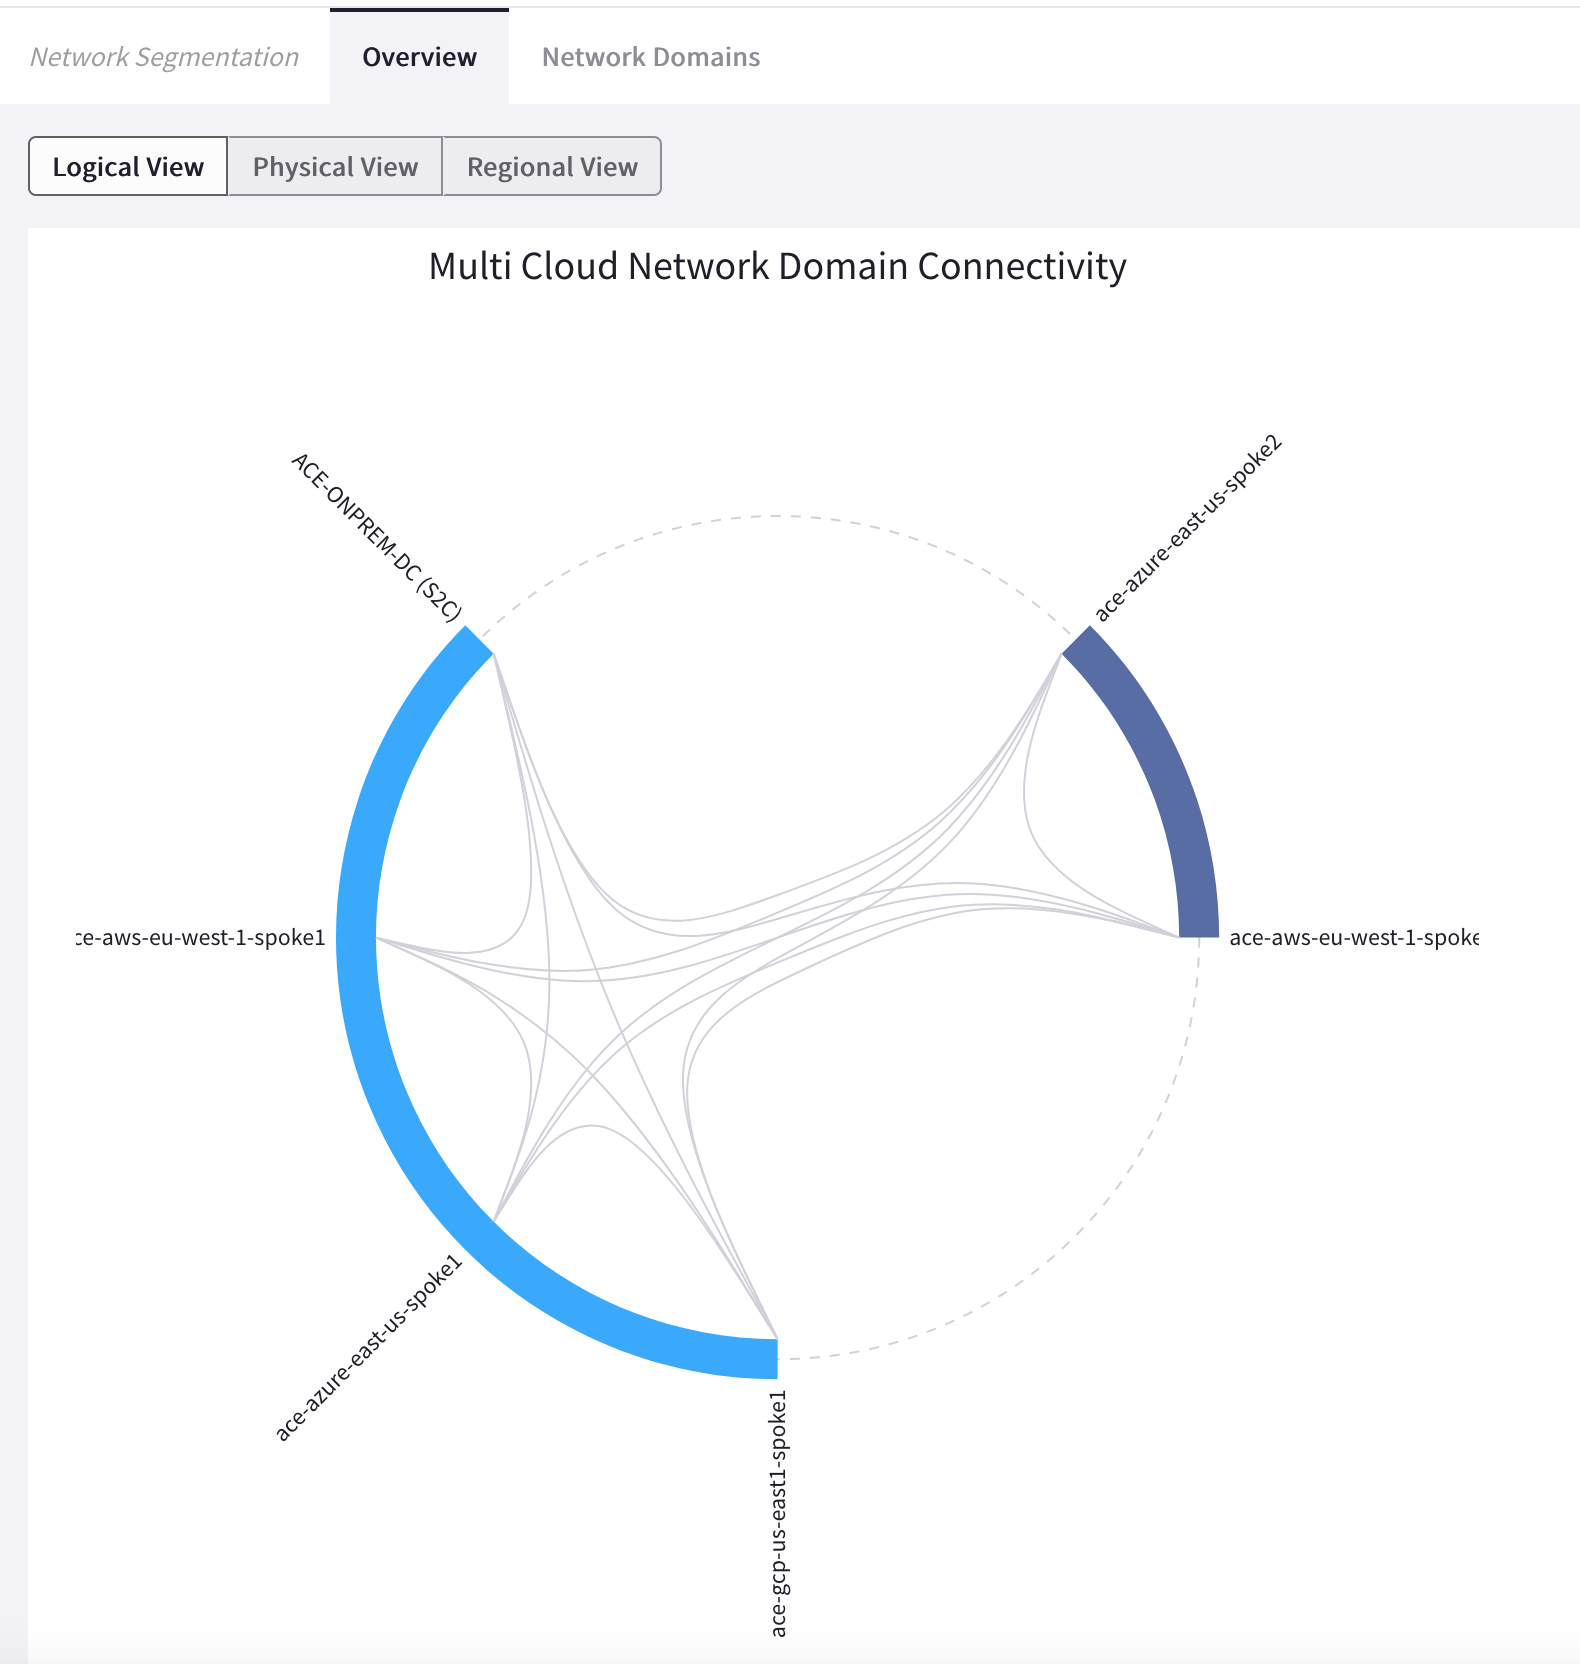 Network Segmentation
Overview
Network Domains
Logical View
Physical View
Regional View
Multi Cloud Network Domain Connectivity
ACE-ONPREM-DC (S2C)
ace-azure-east-us-spoke2
ce-aws-eu-west-1-spoke1
ace-aws-eu-west-1-spoke
ace-azure-east-us-spoke1
ace-gcp-us-east1-spoke1